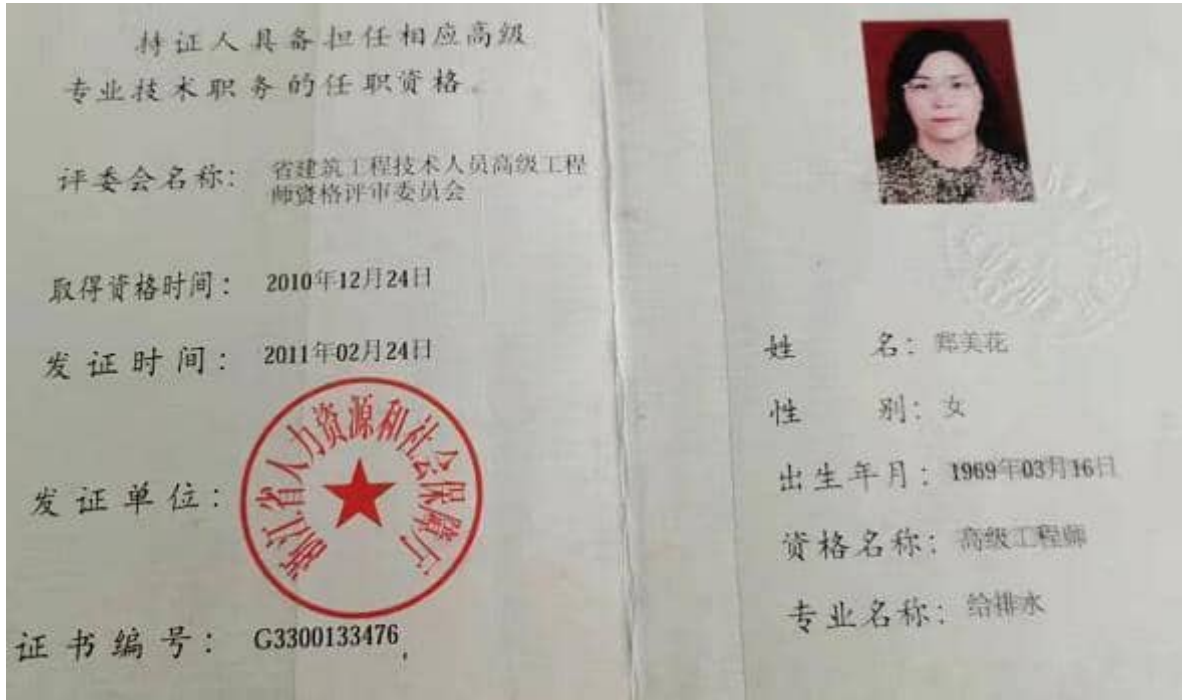 持证人具备担任相应高级
专业技术职务的任职资格。
评委会名称: 省建筑工程技术人员高级工程
师资格评审委员会
取得资格时间: 2010年12月24日
发证时间: 2011年02月24日
发证单位:
浙江省人力资源和社会保障厅
证书编号: G3300133476
姓 名: 郑美花
性 别: 女
出生年月: 1969年03月16日
资格名称: 高级工程师
专业名称: 给排水